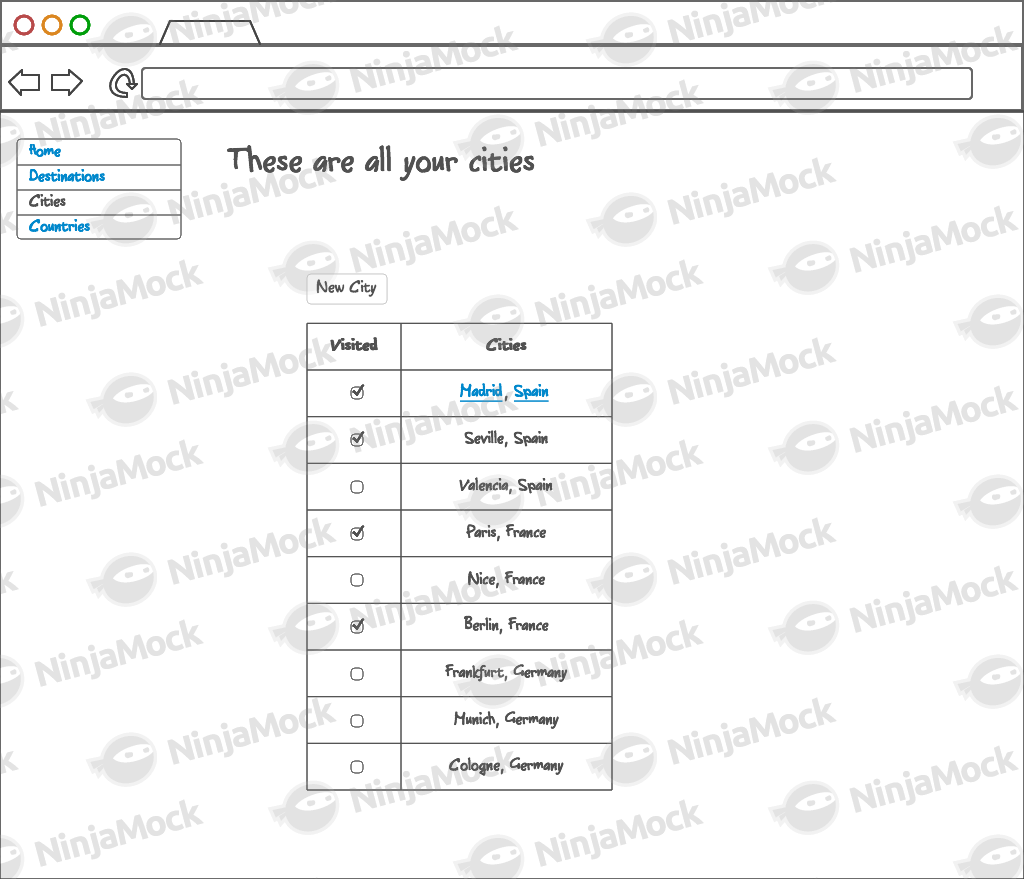 Home
Destinations
Cities
Countries
These are all your cities
New City
Visited Cities
Madrid, Spain
Seville, Spain
Valencia, Spain
Paris, France
Nice, France
Berlin, France
Frankfurt, Germany
Munich, Germany
Cologne, Germany
NinjaMock